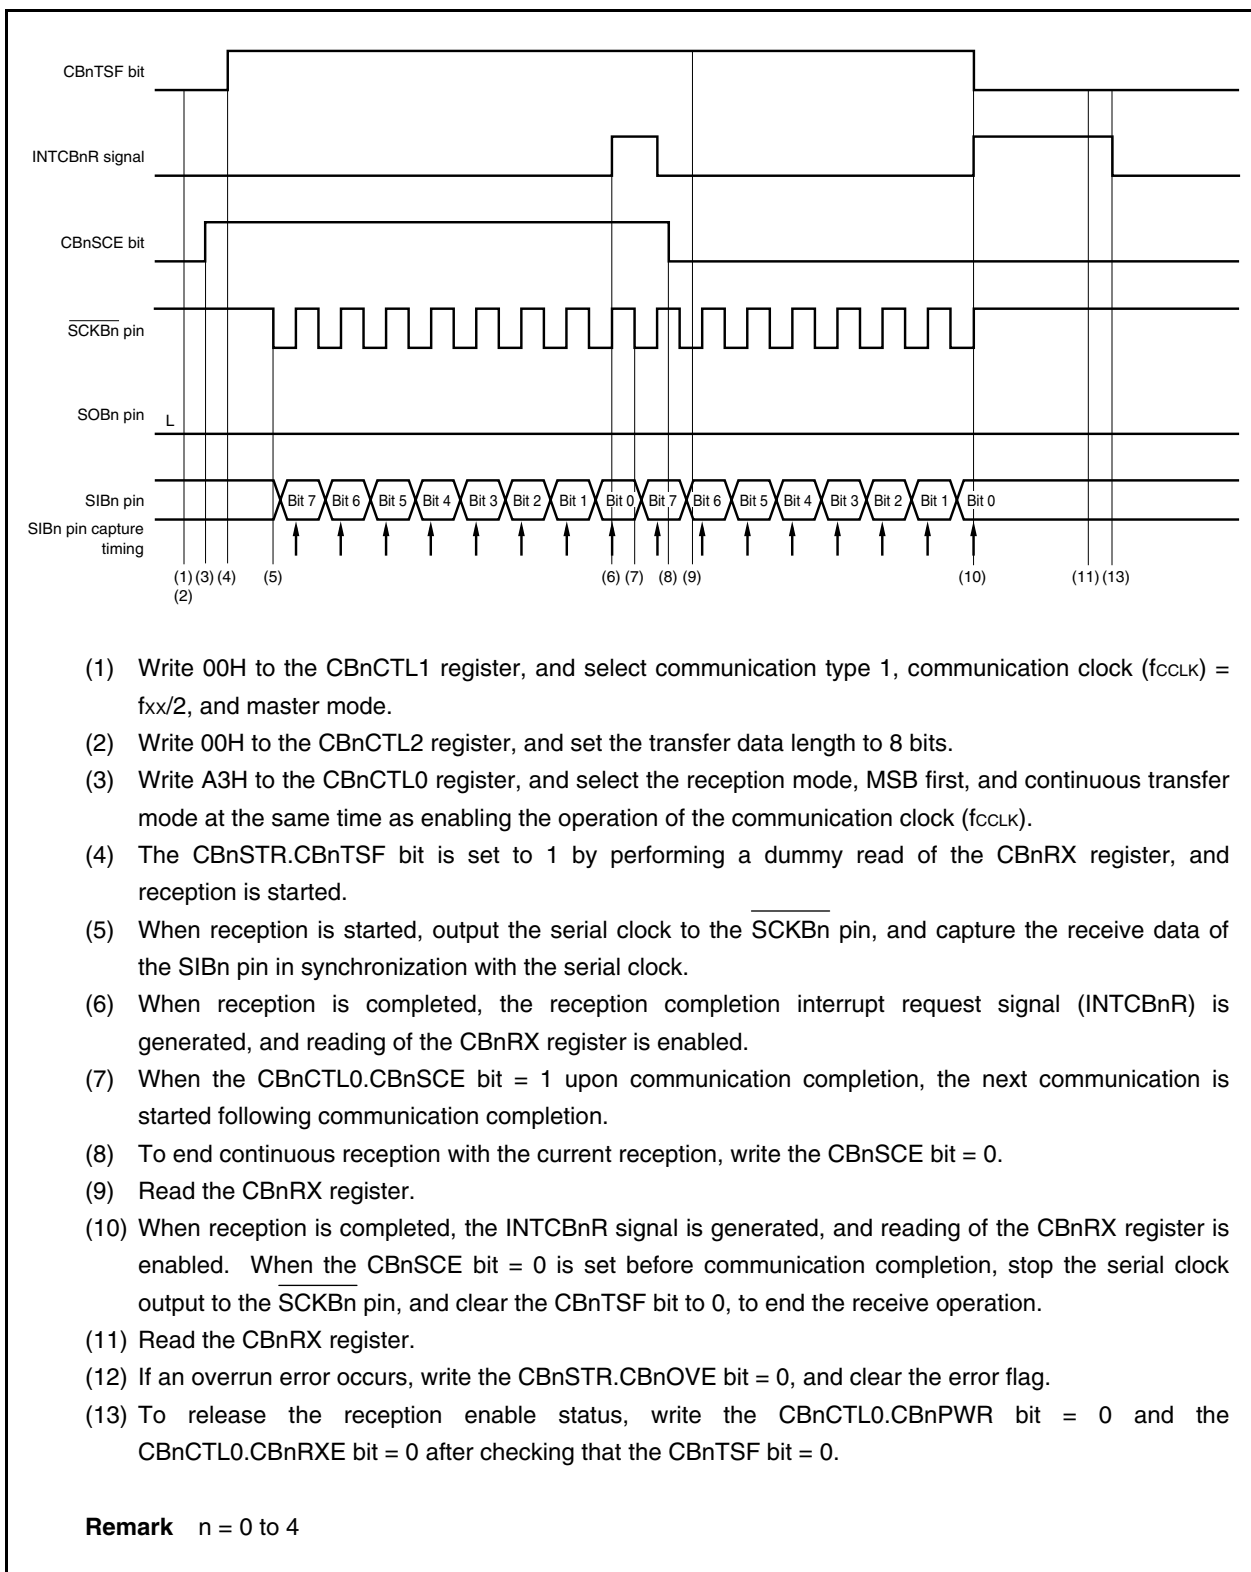 CBnTSF bit
INTCBnR signal
CBnSCE bit
SCKBn pin
SOBn pin L
SIBn pin Bit 7 Bit 6 Bit 5 Bit 4 Bit 3 Bit 2 Bit 1 Bit 0 Bit 7 Bit 6 Bit 5 Bit 4 Bit 3 Bit 2 Bit 1 Bit 0
SIBn pin capture
timing
(1) (3) (4) (5) (6) (7) (8) (9) (10) (11) (13)
(2)
(1) Write 00H to the CBnCTL1 register, and select communication type 1, communication clock (fCCLK) =
fXX/2, and master mode.
(2) Write 00H to the CBnCTL2 register, and set the transfer data length to 8 bits.
(3) Write A3H to the CBnCTL0 register, and select the reception mode, MSB first, and continuous transfer
mode at the same time as enabling the operation of the communication clock (fCCLK).
(4) The CBnSTR.CBnTSF bit is set to 1 by performing a dummy read of the CBnRX register, and
reception is started.
(5) When reception is started, output the serial clock to the SCKBn pin, and capture the receive data of
the SIBn pin in synchronization with the serial clock.
(6) When reception is completed, the reception completion interrupt request signal (INTCBnR) is
generated, and reading of the CBnRX register is enabled.
(7) When the CBnCTL0.CBnSCE bit = 1 upon communication completion, the next communication is
started following communication completion.
(8) To end continuous reception with the current reception, write the CBnSCE bit = 0.
(9) Read the CBnRX register.
(10) When reception is completed, the INTCBnR signal is generated, and reading of the CBnRX register is
enabled. When the CBnSCE bit = 0 is set before communication completion, stop the serial clock
output to the SCKBn pin, and clear the CBnTSF bit to 0, to end the receive operation.
(11) Read the CBnRX register.
(12) If an overrun error occurs, write the CBnSTR.CBnOVE bit = 0, and clear the error flag.
(13) To release the reception enable status, write the CBnCTL0.CBnPWR bit = 0 and the
CBnCTL0.CBnRXE bit = 0 after checking that the CBnTSF bit = 0.
Remark n = 0 to 4